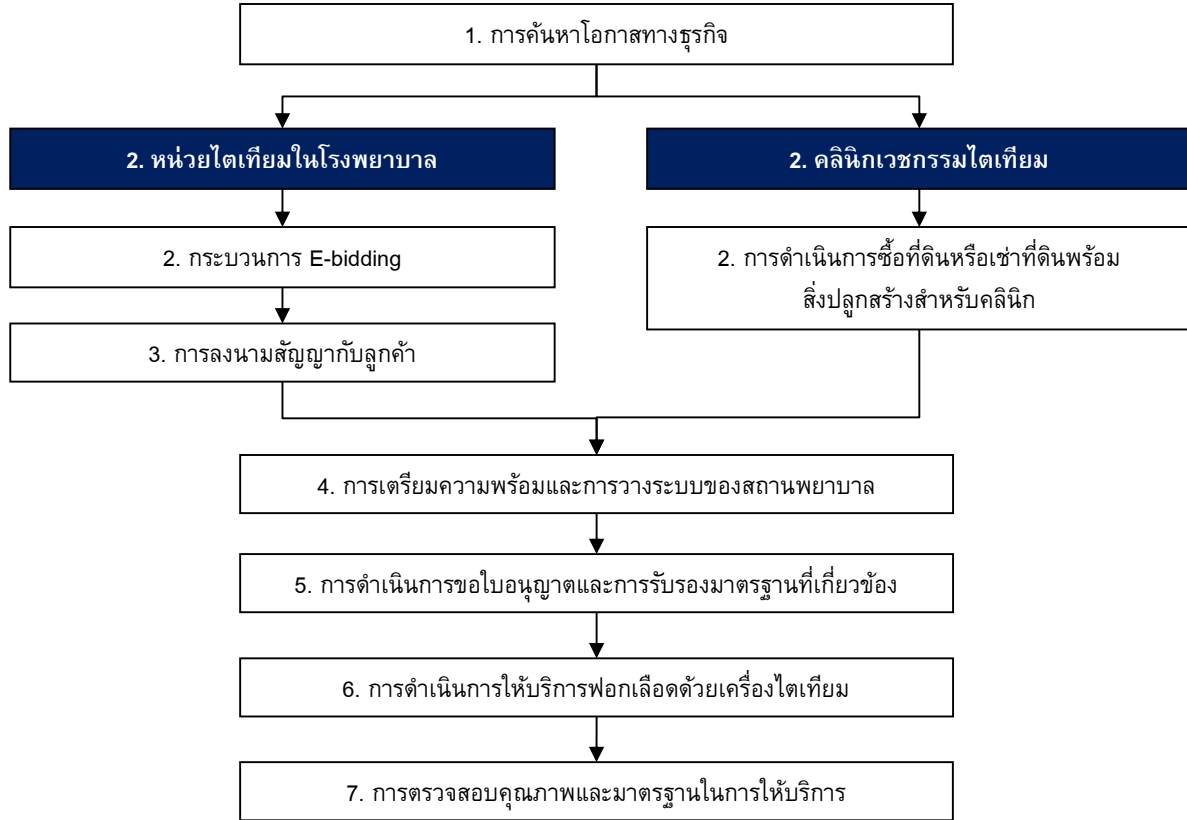 1. การค้นหาโอกาสทางธุรกิจ
2. หน่วยไตเทียมในโรงพยาบาล
2. กระบวนการ E-bidding
3. การลงนามสัญญากับลูกค้า
2. คลินิกเวชกรรมไตเทียม
2. การดำเนินการซื้อที่ดินหรือเช่าที่ดินพร้อม
สิ่งปลูกสร้างสำหรับคลินิก
4. การเตรียมความพร้อมและการวางระบบของสถานพยาบาล
5. การดำเนินการขอใบอนุญาตและการรับรองมาตรฐานที่เกี่ยวข้อง
6. การดำเนินการให้บริการฟอกเลือดด้วยเครื่องไตเทียม
7. การตรวจสอบคุณภาพและมาตรฐานในการให้บริการ